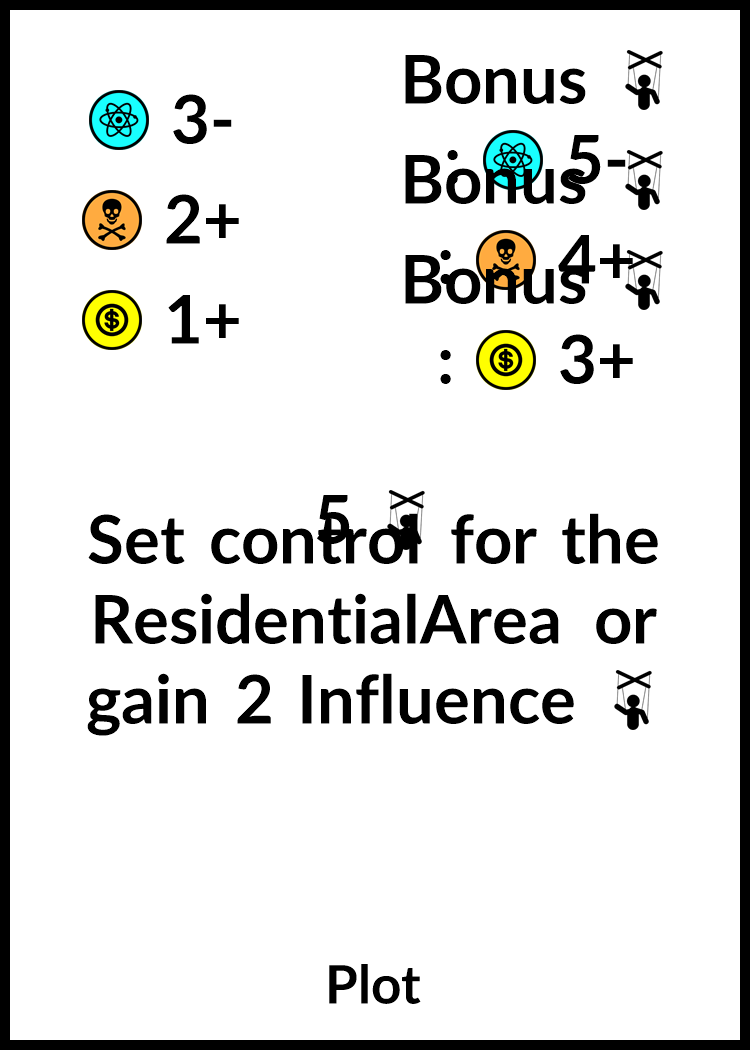 3-
2+
1+
Bonus
: 5-
Bonus
: 4+
Bonus
: 3+
5
Set control for the
ResidentialArea or
gain 2 Influence
Plot